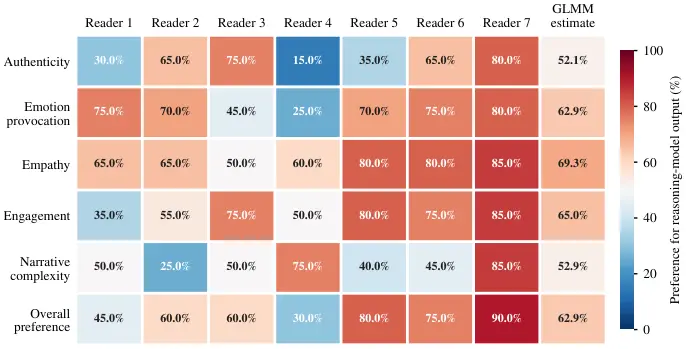 Reader 1 Reader 2 Reader 3 Reader 4 Reader 5 Reader 6 Reader 7 GLMM estimate
Authenticity 30.0% 65.0% 75.0% 15.0% 35.0% 65.0% 80.0% 52.1%
Emotion provocation 75.0% 70.0% 45.0% 25.0% 70.0% 75.0% 80.0% 62.9%
Empathy 65.0% 65.0% 50.0% 60.0% 80.0% 80.0% 85.0% 69.3%
Engagement 35.0% 55.0% 75.0% 50.0% 80.0% 75.0% 85.0% 65.0%
Narrative complexity 50.0% 25.0% 50.0% 75.0% 40.0% 45.0% 85.0% 52.9%
Overall preference 45.0% 60.0% 60.0% 30.0% 80.0% 75.0% 90.0% 62.9%
100
80
60
40
20
0
Preference for reasoning-model output (%)